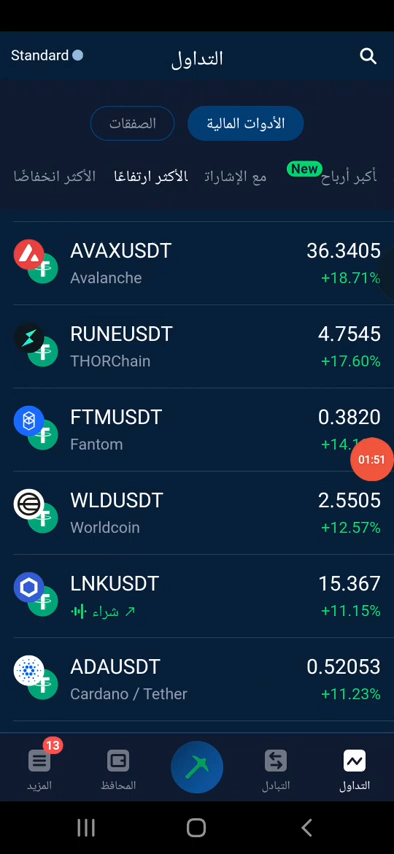 Standard
التداول
الأدوات المالية
الصفقات
أكبر أرباح
New
مع الإشارات
الأكثر ارتفاعًا
الأكثر انخفاضًا
AVAXUSDT 36.3405
Avalanche +18.71%
RUNEUSDT 4.7545
THORChain +17.60%
FTMUSDT 0.3820
Fantom
01:51
WLDUSDT 2.5505
Worldcoin +12.57%
LNKUSDT 15.367
شراء +11.15%
ADAUSDT 0.52053
Cardano / Tether +11.23%
13
التداول
التبادل
المحافظ
المزيد